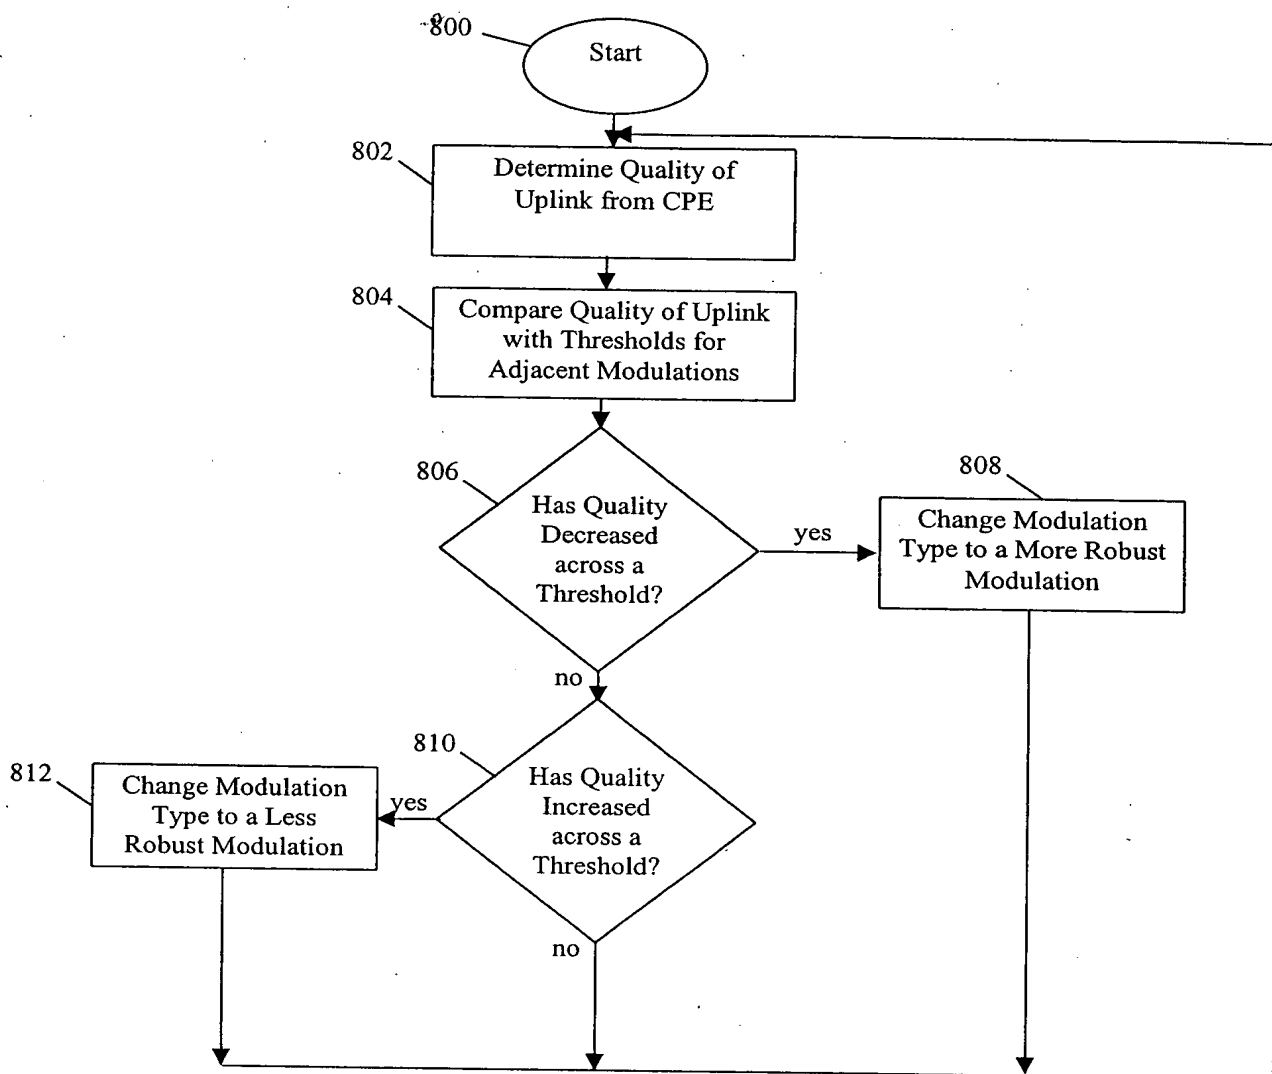 800
Start
802
Determine Quality of
Uplink from CPE
804
Compare Quality of Uplink
with Thresholds for
Adjacent Modulations
806
Has Quality
Decreased
across a
Threshold?
yes
808
Change Modulation
Type to a More Robust
Modulation
no
810
Has Quality
Increased
across a
Threshold?
yes
812
Change Modulation
Type to a Less
Robust Modulation
no